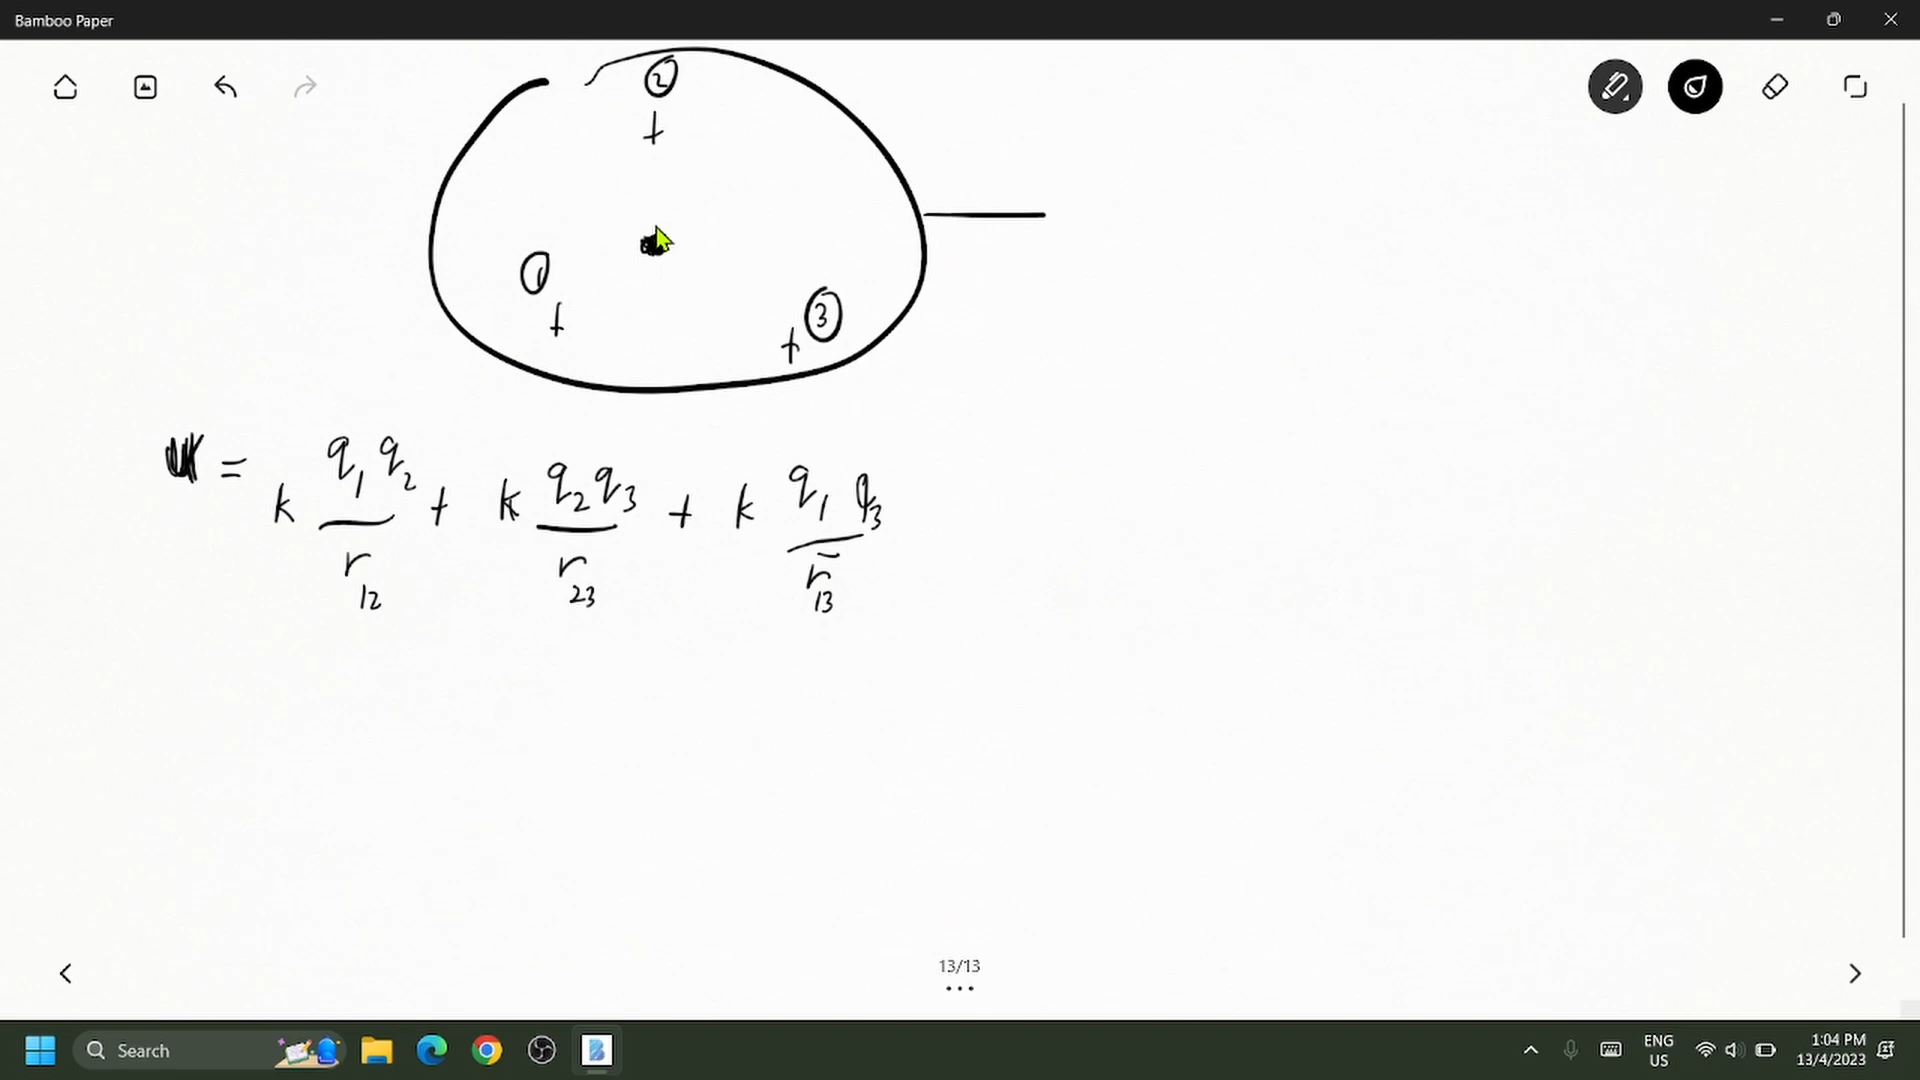 Bamboo Paper
2
+
1
+
3
+
U = k q₁q₂/r₁₂ + k q₂q₃/r₂₃ + k q₁q₃/r₁₃
13/13
Search
ENG
US
1:04 PM
13/4/2023